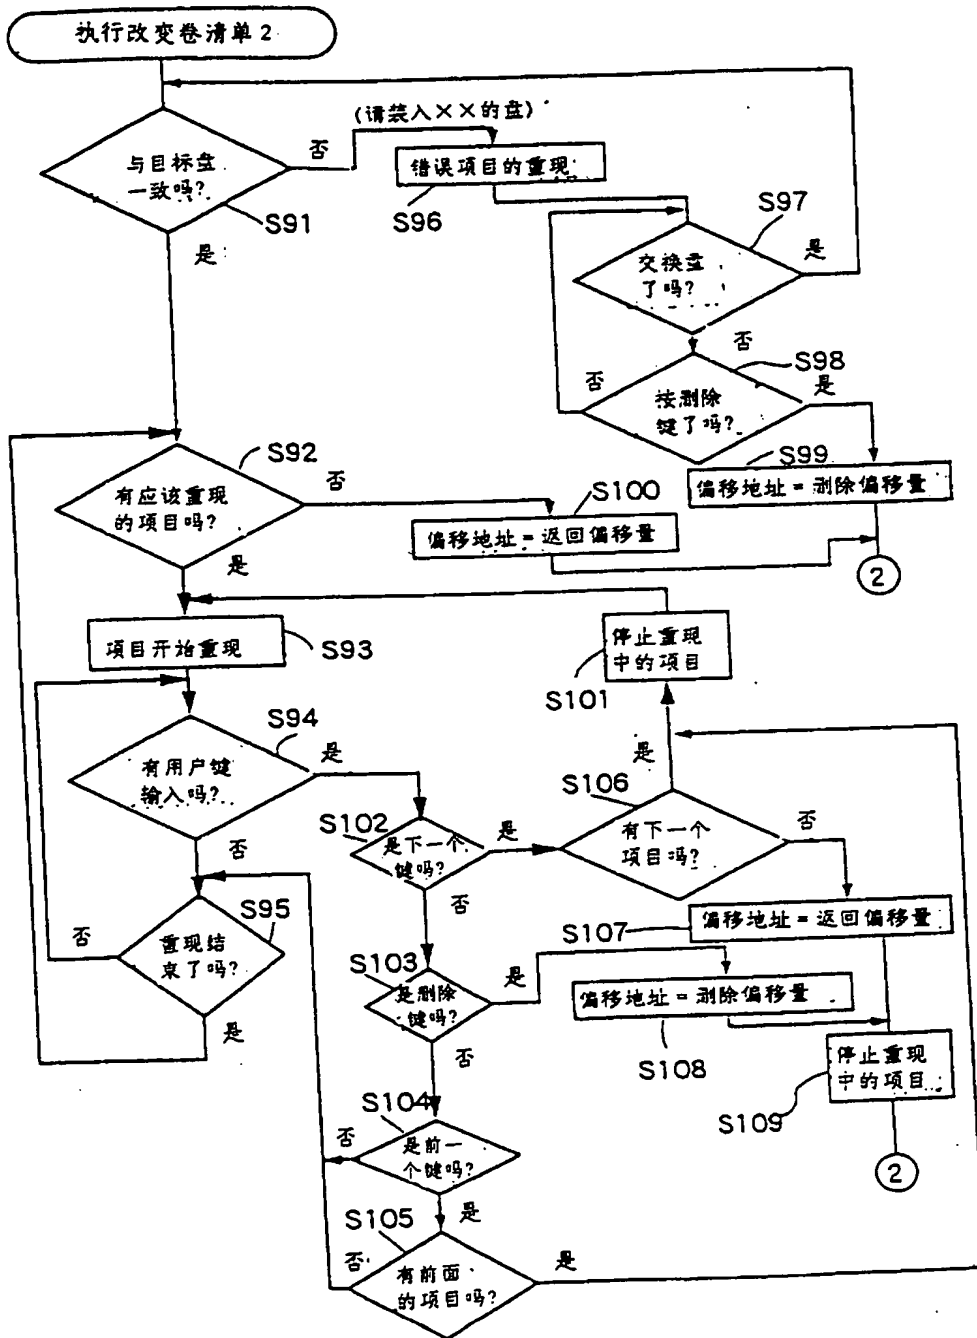 执行改变卷清单2
(请装入××的盘)
否
与目标盘
一致吗?
S91
是
错误项目的重现
S96
S97
交换盘
了吗?
是
否
S98
否
按删除
键了吗?
是
S99
偏移地址=删除偏移量
S92
有应该重现
的项目吗?
否
S100
偏移地址=返回偏移量
2
是
项目开始重现
S93
停止重现
中的项目
S101
S94
有用户键
输入吗?
是
否
是
S106
有下一个
项目吗?
否
S102
是下一个
键吗?
是
否
S95
重现结
束了吗?
否
是
偏移地址=返回偏移量
S107
S103
是删除
键吗?
是
否
偏移地址=删除偏移量
S108
停止重现
中的项目
S109
2
S104
是前一
个键吗?
否
是
S105
有前面
的项目吗?
否
是